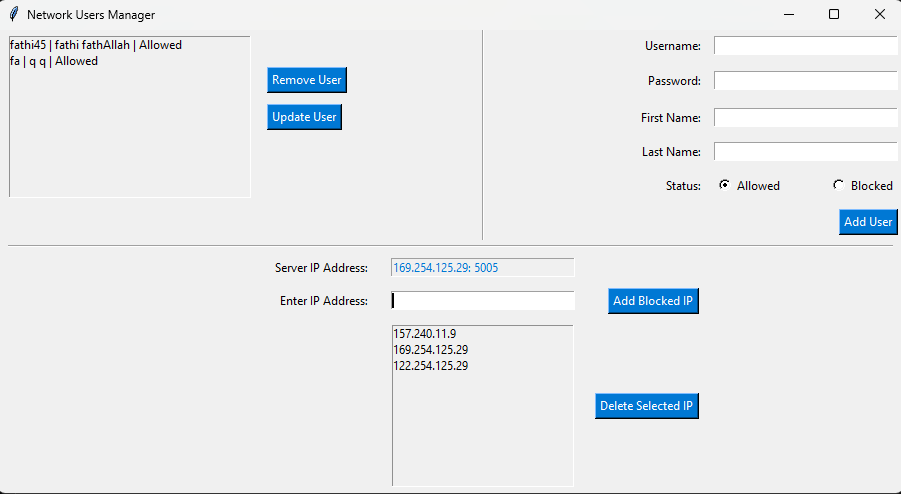 Network Users Manager
fathi45 | fathi fathAllah | Allowed
fa | q q | Allowed
Remove User
Update User
Username:
Password:
First Name:
Last Name:
Status: Allowed Blocked
Add User
Server IP Address: 169.254.125.29: 5005
Enter IP Address: Add Blocked IP
157.240.11.9
169.254.125.29
122.254.125.29
Delete Selected IP